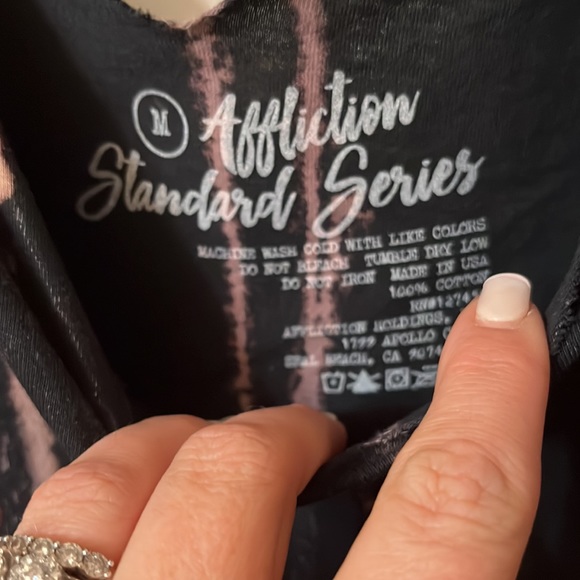 M
Affliction
Standard Series
MACHINE WASH COLD WITH LIKE COLORS
DO NOT BLEACH TUMBLE DRY LOW
DO NOT IRON MADE IN USA
100% COTTON
AFFLICTION HOLDINGS,
1799 APOLLO
SEAL BEACH, CA